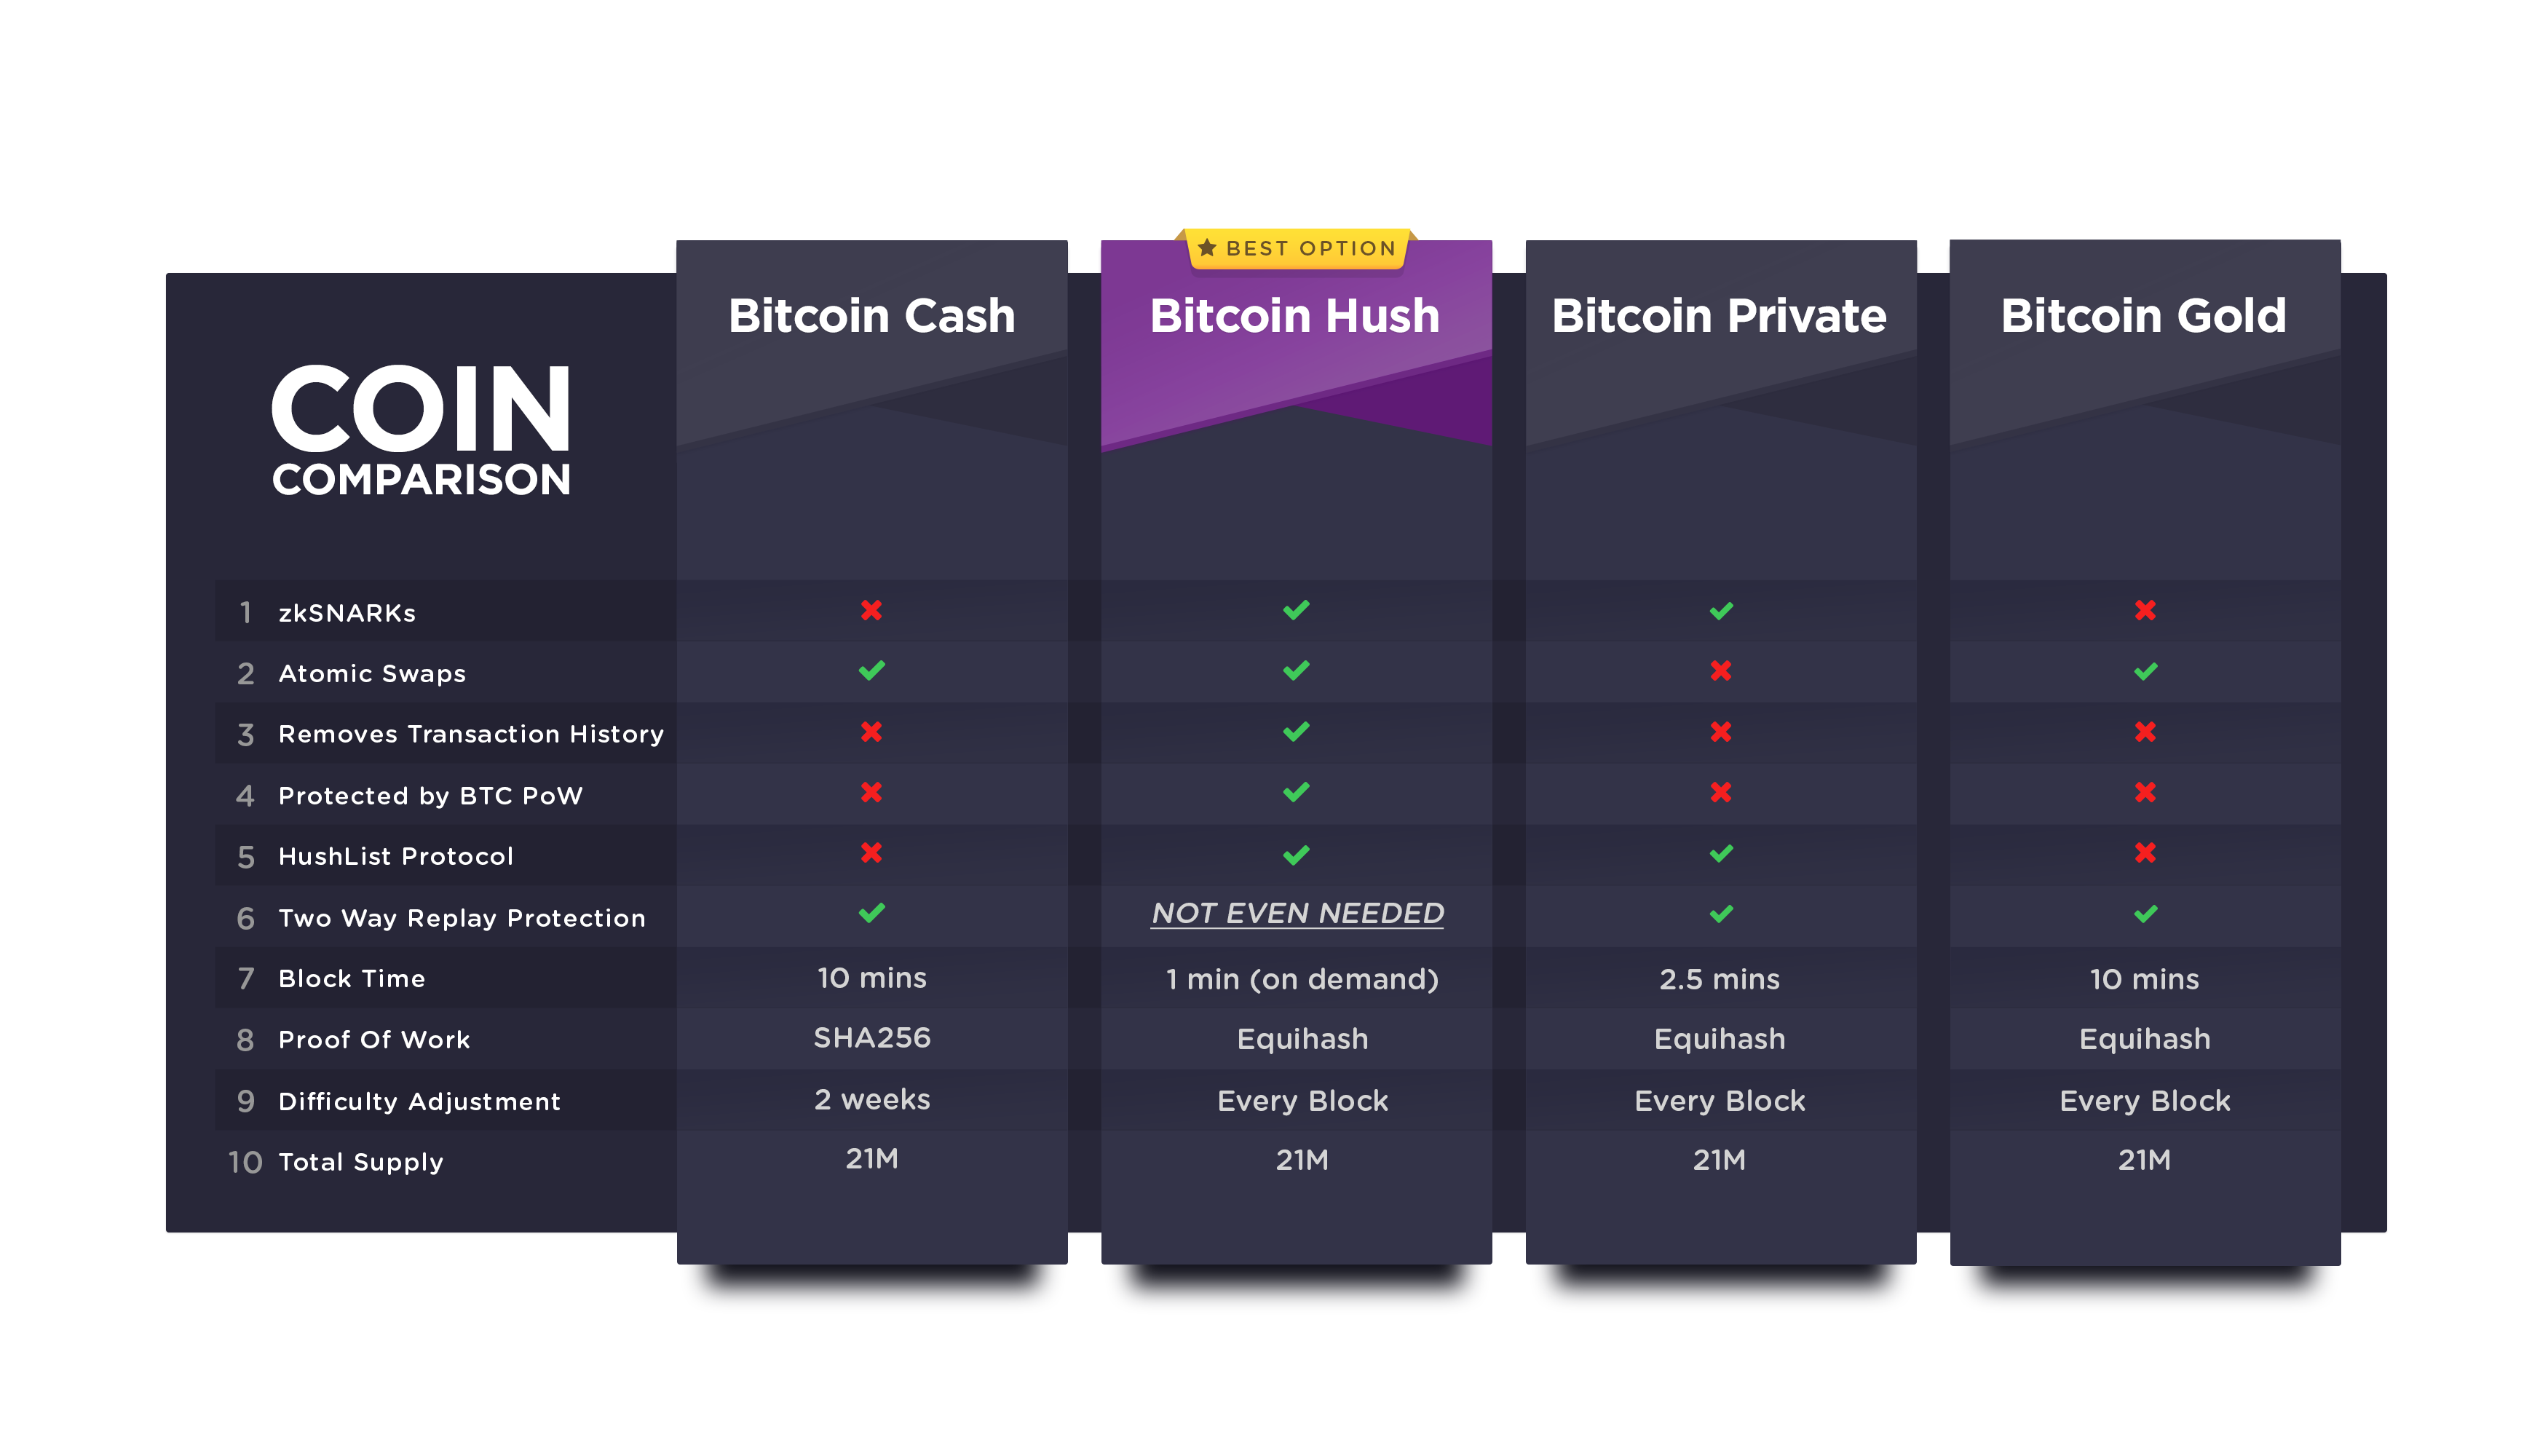 ★ BEST OPTION
Bitcoin Cash
Bitcoin Hush
Bitcoin Private
Bitcoin Gold
COIN
COMPARISON
1 zkSNARKs ✖ ✔ ✔ ✖
2 Atomic Swaps ✔ ✔ ✖ ✔
3 Removes Transaction History ✖ ✔ ✖ ✖
4 Protected by BTC PoW ✖ ✔ ✖ ✖
5 HushList Protocol ✖ ✔ ✔ ✖
6 Two Way Replay Protection ✔ NOT EVEN NEEDED ✔ ✔
7 Block Time 10 mins 1 min (on demand) 2.5 mins 10 mins
8 Proof Of Work SHA256 Equihash Equihash Equihash
9 Difficulty Adjustment 2 weeks Every Block Every Block Every Block
10 Total Supply 21M 21M 21M 21M